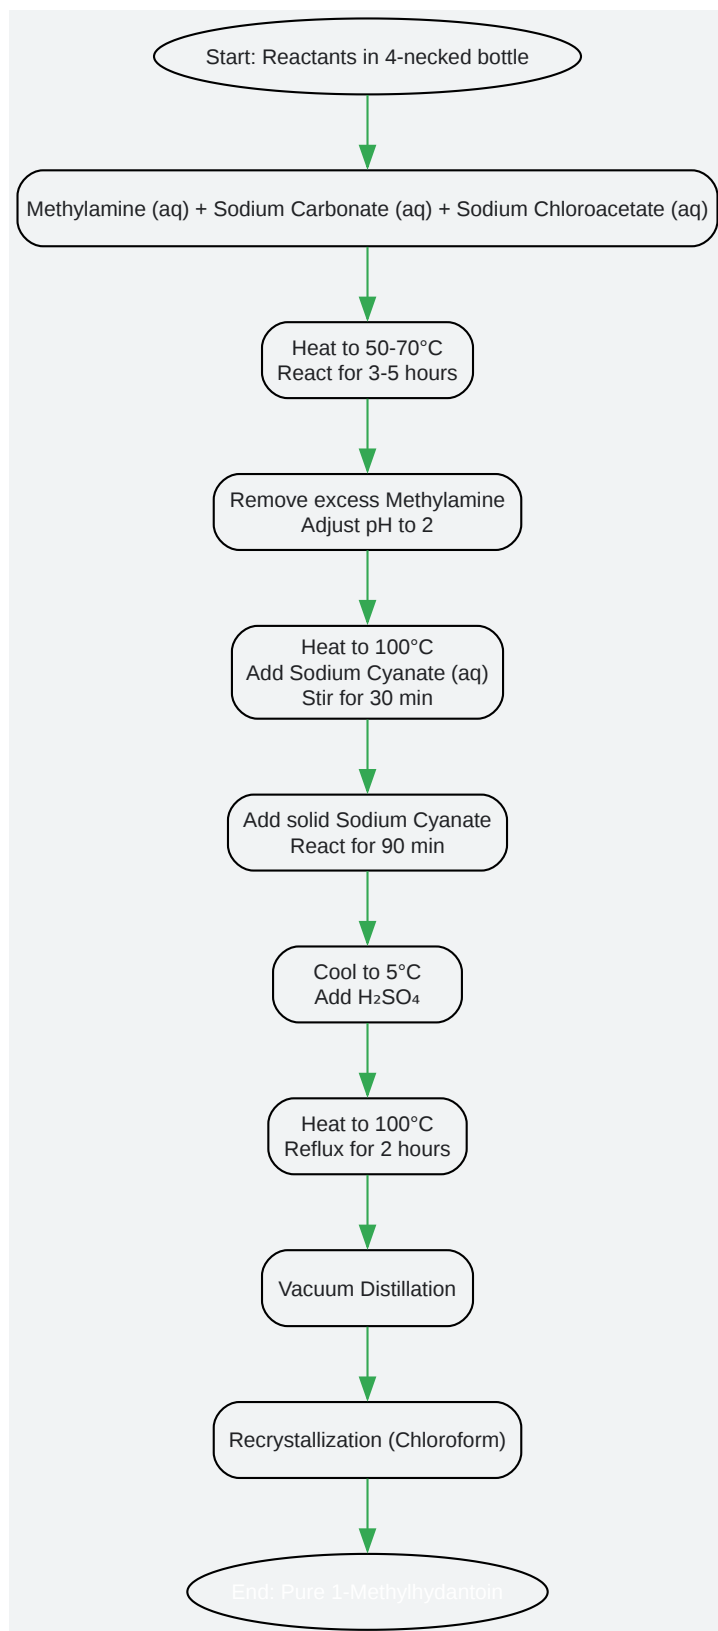 Start: Reactants in 4-necked bottle
Methylamine (aq) + Sodium Carbonate (aq) + Sodium Chloroacetate (aq)
Heat to 50-70°C
React for 3-5 hours
Remove excess Methylamine
Adjust pH to 2
Heat to 100°C
Add Sodium Cyanate (aq)
Stir for 30 min
Add solid Sodium Cyanate
React for 90 min
Cool to 5°C
Add H₂SO₄
Heat to 100°C
Reflux for 2 hours
Vacuum Distillation
Recrystallization (Chloroform)
End: Pure 1-Methylhydantoin